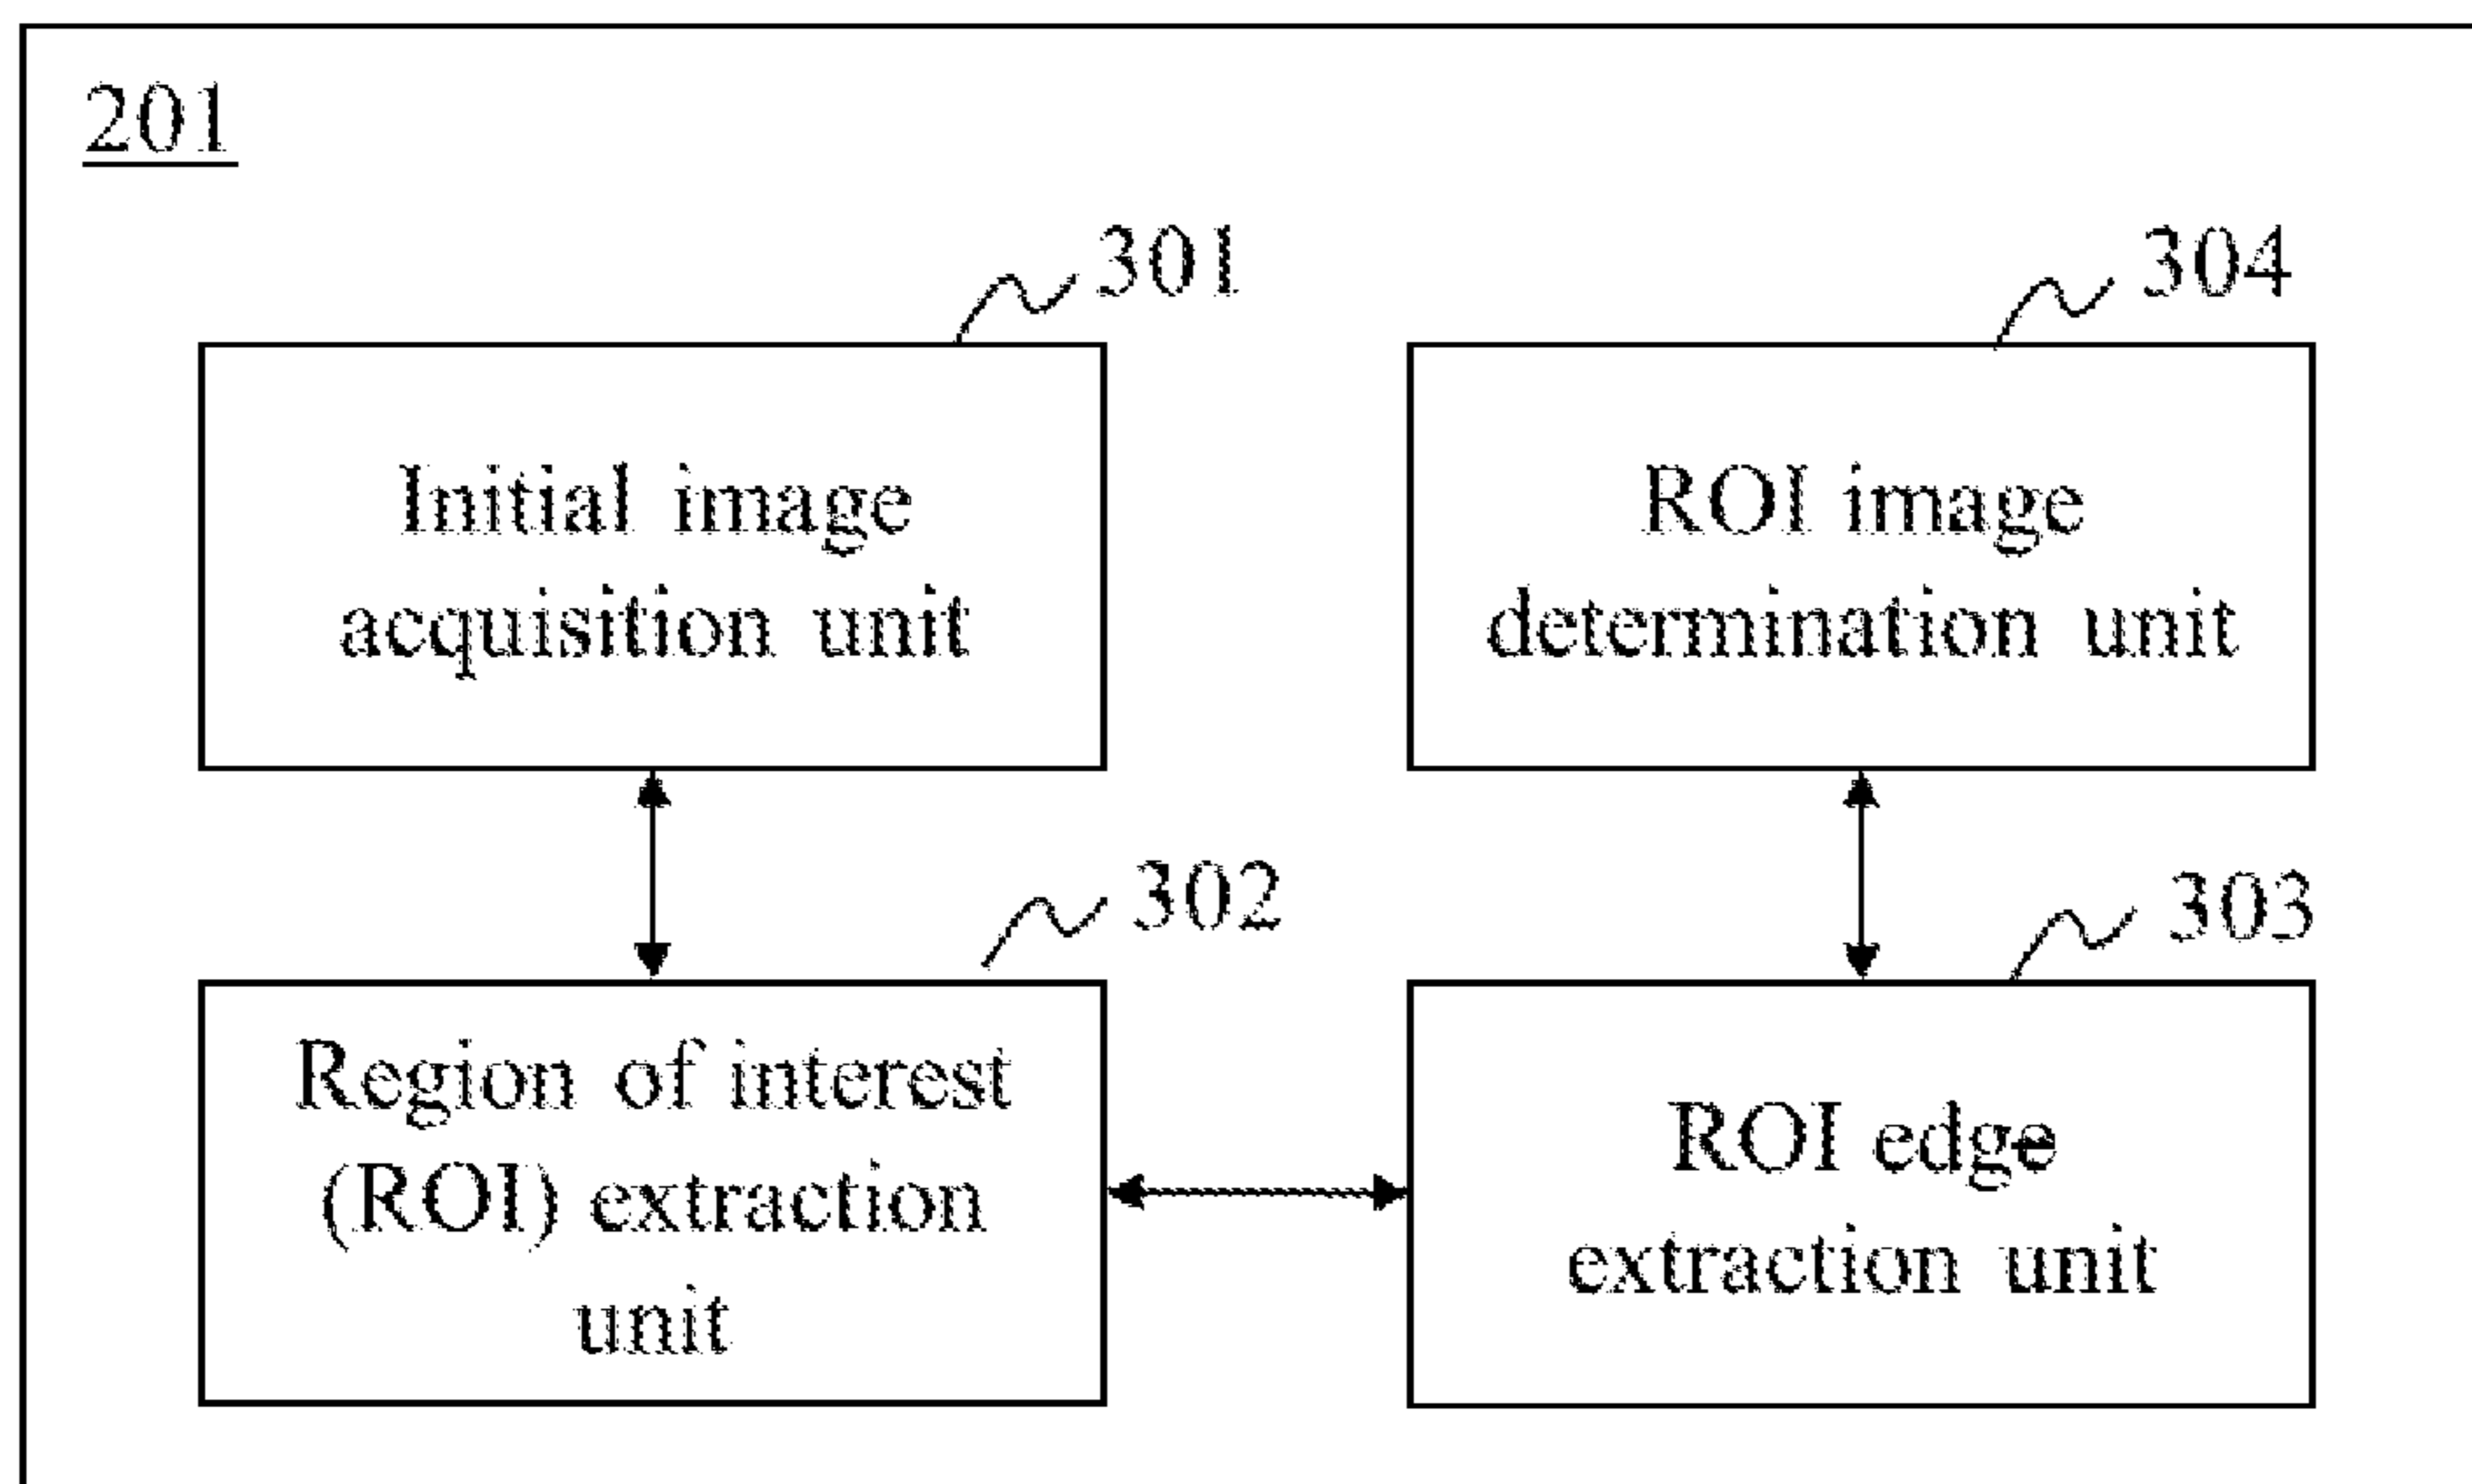 201
301
Initial image
acquisition unit
304
ROI image
determination unit
302
Region of interest
(ROI) extraction
unit
303
ROI edge
extraction unit